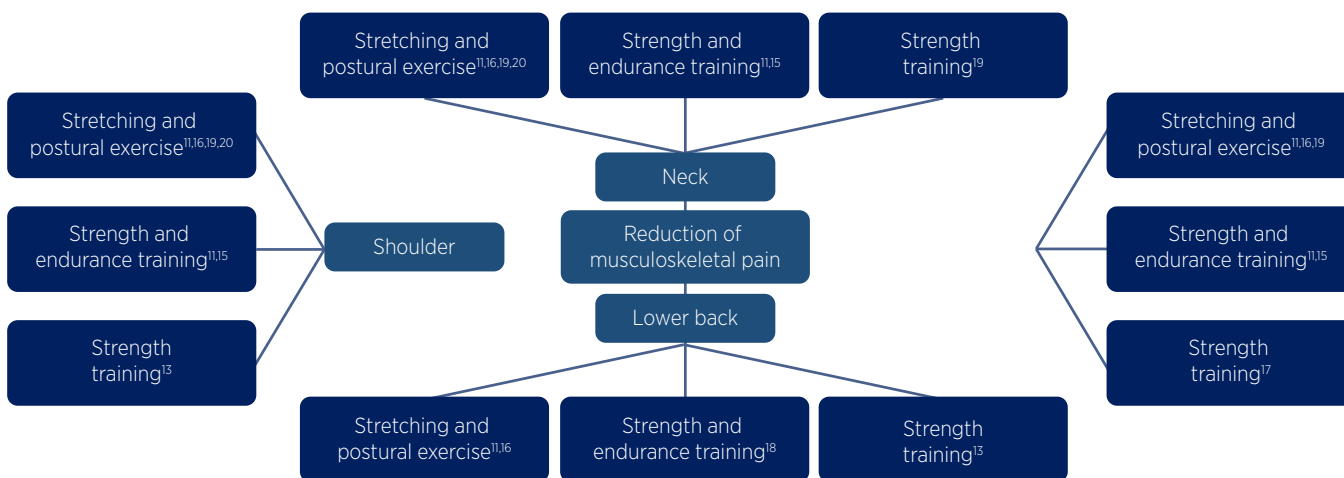 Stretching and
postural exercise11,16,19,20
Strength and
endurance training11,15
Strength
training19
Stretching and
postural exercise11,16,19,20
Strength and
endurance training11,15
Strength
training13
Neck
Shoulder
Reduction of
musculoskeletal pain
Lower back
Stretching and
postural exercise11,16,19
Strength and
endurance training11,15
Strength
training17
Stretching and
postural exercise11,16
Strength and
endurance training18
Strength
training13